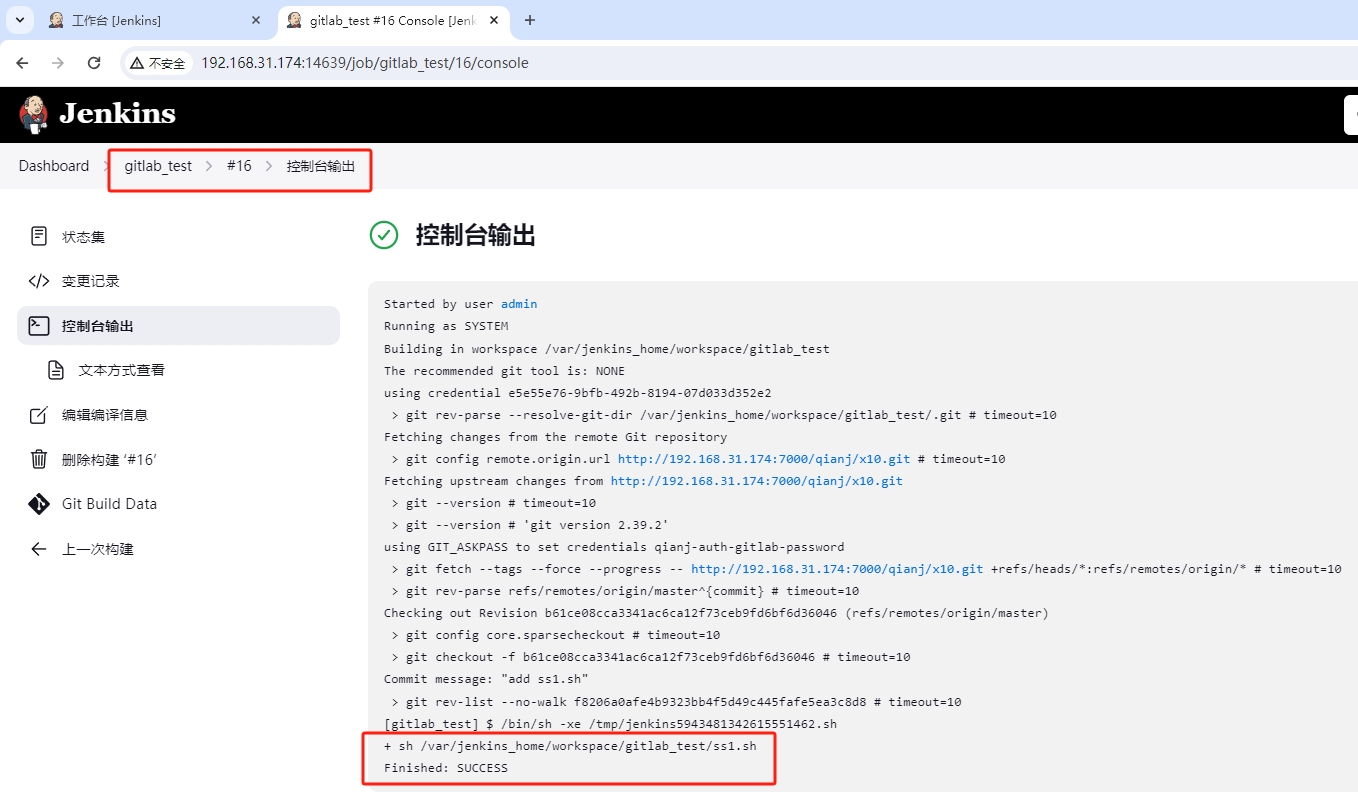 工作台 [Jenkins]
gitlab_test #16 Console [Jenk
不安全
192.168.31.174:14639/job/gitlab_test/16/console
Jenkins
Dashboard gitlab_test #16 控制台输出
状态集
变更记录
控制台输出
文本方式查看
编辑编译信息
删除构建 ‘#16’
Git Build Data
上一次构建
控制台输出
Started by user admin
Running as SYSTEM
Building in workspace /var/jenkins_home/workspace/gitlab_test
The recommended git tool is: NONE
using credential e5e55e76-9bfb-492b-8194-07d033d352e2
 > git rev-parse --resolve-git-dir /var/jenkins_home/workspace/gitlab_test/.git # timeout=10
Fetching changes from the remote Git repository
 > git config remote.origin.url http://192.168.31.174:7000/qianj/x10.git # timeout=10
Fetching upstream changes from http://192.168.31.174:7000/qianj/x10.git
 > git --version # timeout=10
 > git --version # 'git version 2.39.2'
using GIT_ASKPASS to set credentials qianj-auth-gitlab-password
 > git fetch --tags --force --progress -- http://192.168.31.174:7000/qianj/x10.git +refs/heads/*:refs/remotes/origin/* # timeout=10
 > git rev-parse refs/remotes/origin/master^{commit} # timeout=10
Checking out Revision b61ce08cca3341ac6ca12f73ceb9fd6bf6d36046 (refs/remotes/origin/master)
 > git config core.sparsecheckout # timeout=10
 > git checkout -f b61ce08cca3341ac6ca12f73ceb9fd6bf6d36046 # timeout=10
Commit message: "add ss1.sh"
 > git rev-list --no-walk f8206a0afe4b9323bb4f5d49c445fafe5ea3c8d8 # timeout=10
[gitlab_test] $ /bin/sh -xe /tmp/jenkins5943481342615551462.sh
+ sh /var/jenkins_home/workspace/gitlab_test/ss1.sh
Finished: SUCCESS